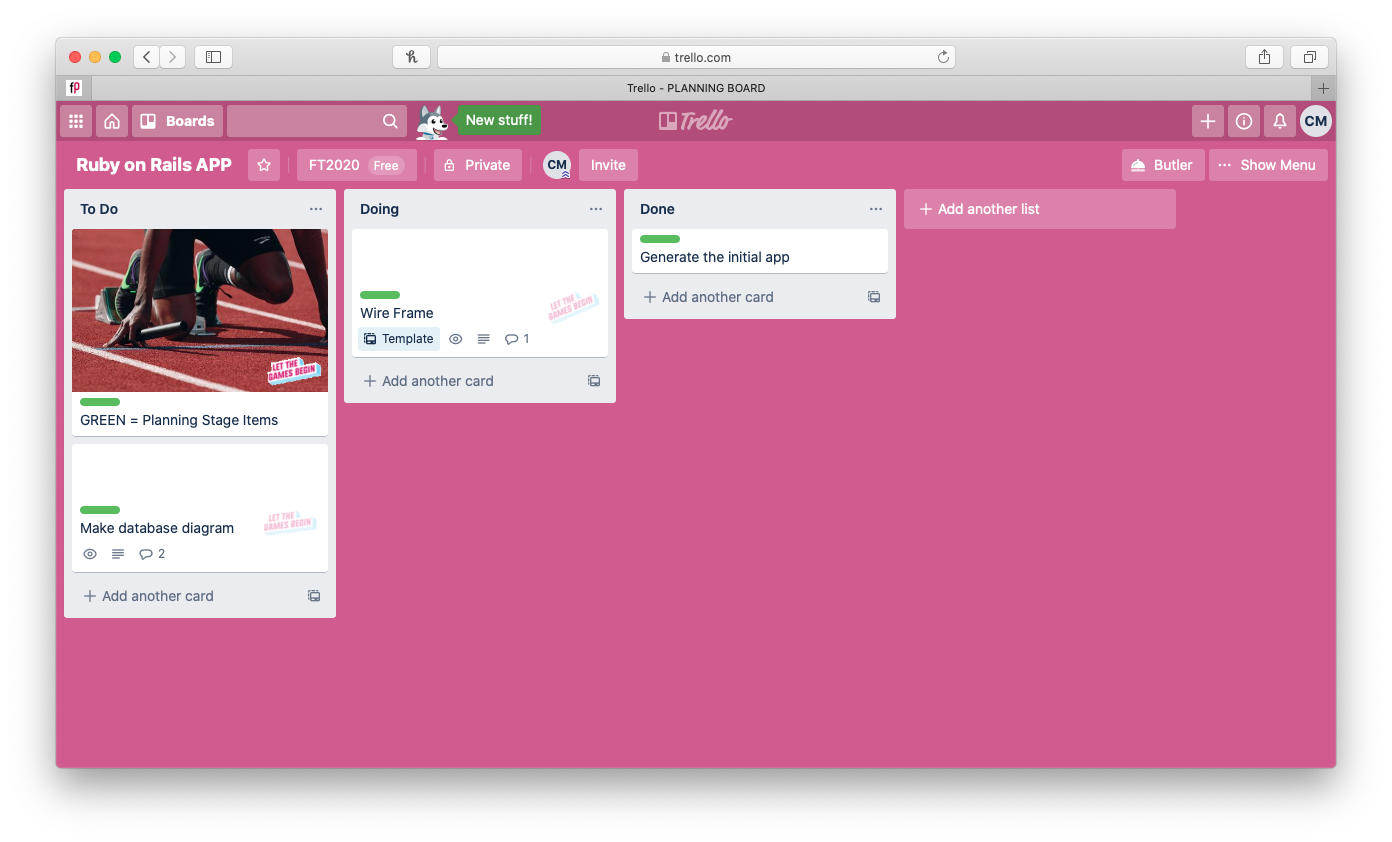 trello.com
fp
Trello - PLANNING BOARD
Boards
New stuff!
Trello
CM
Ruby on Rails APP
FT2020 Free
Private
CM
Invite
Butler
Show Menu
To Do
LET THE
GAMES BEGIN
GREEN = Planning Stage Items
LET THE
GAMES BEGIN
Make database diagram
2
+ Add another card
Doing
LET THE
GAMES BEGIN
Wire Frame
Template
1
+ Add another card
Done
Generate the initial app
+ Add another card
+ Add another list